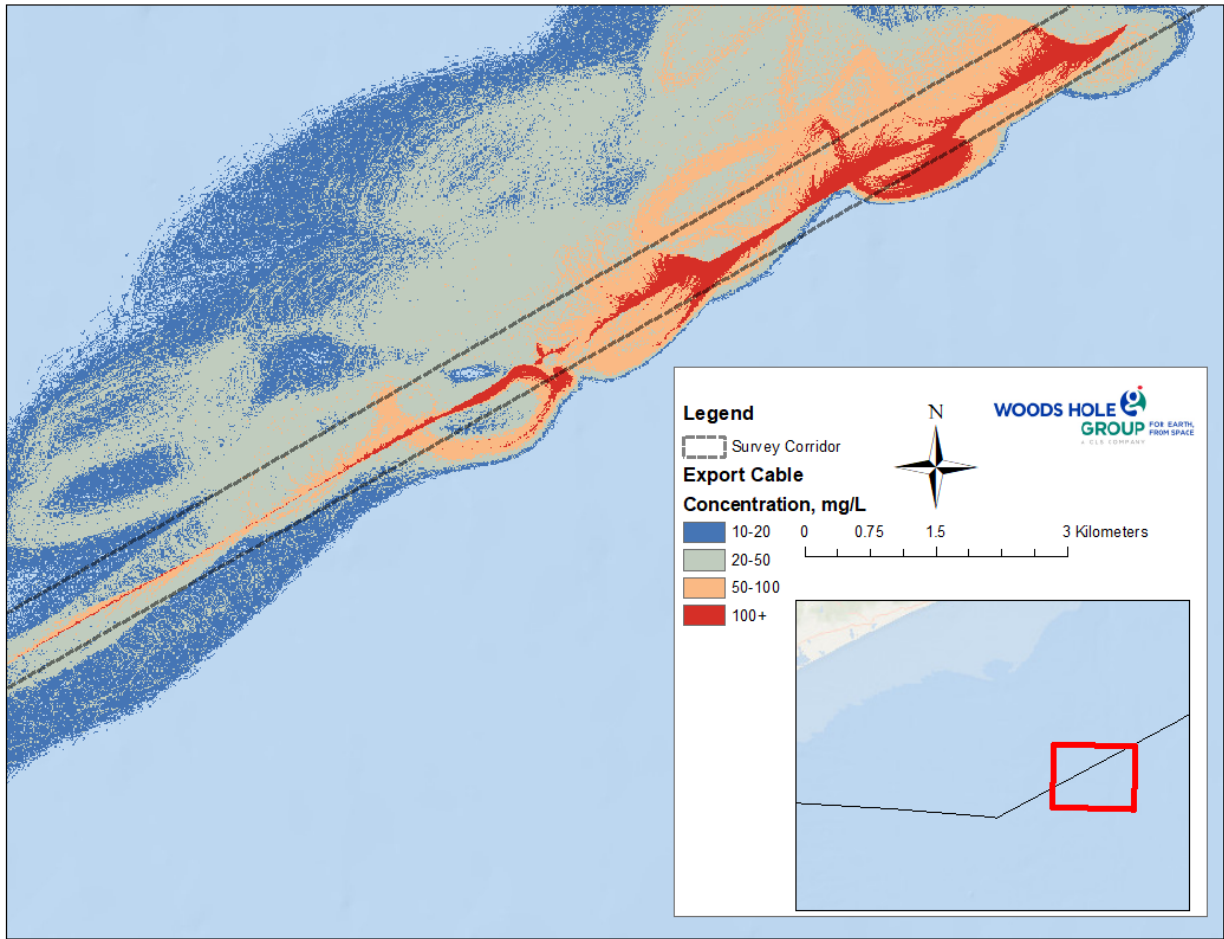 Legend
Survey Corridor
Export Cable
Concentration, mg/L
10-20
20-50
50-100
100+
N
WOODS HOLE
GROUP
FOR EARTH,
FROM SPACE
A CLS COMPANY
0 0.75 1.5 3 Kilometers